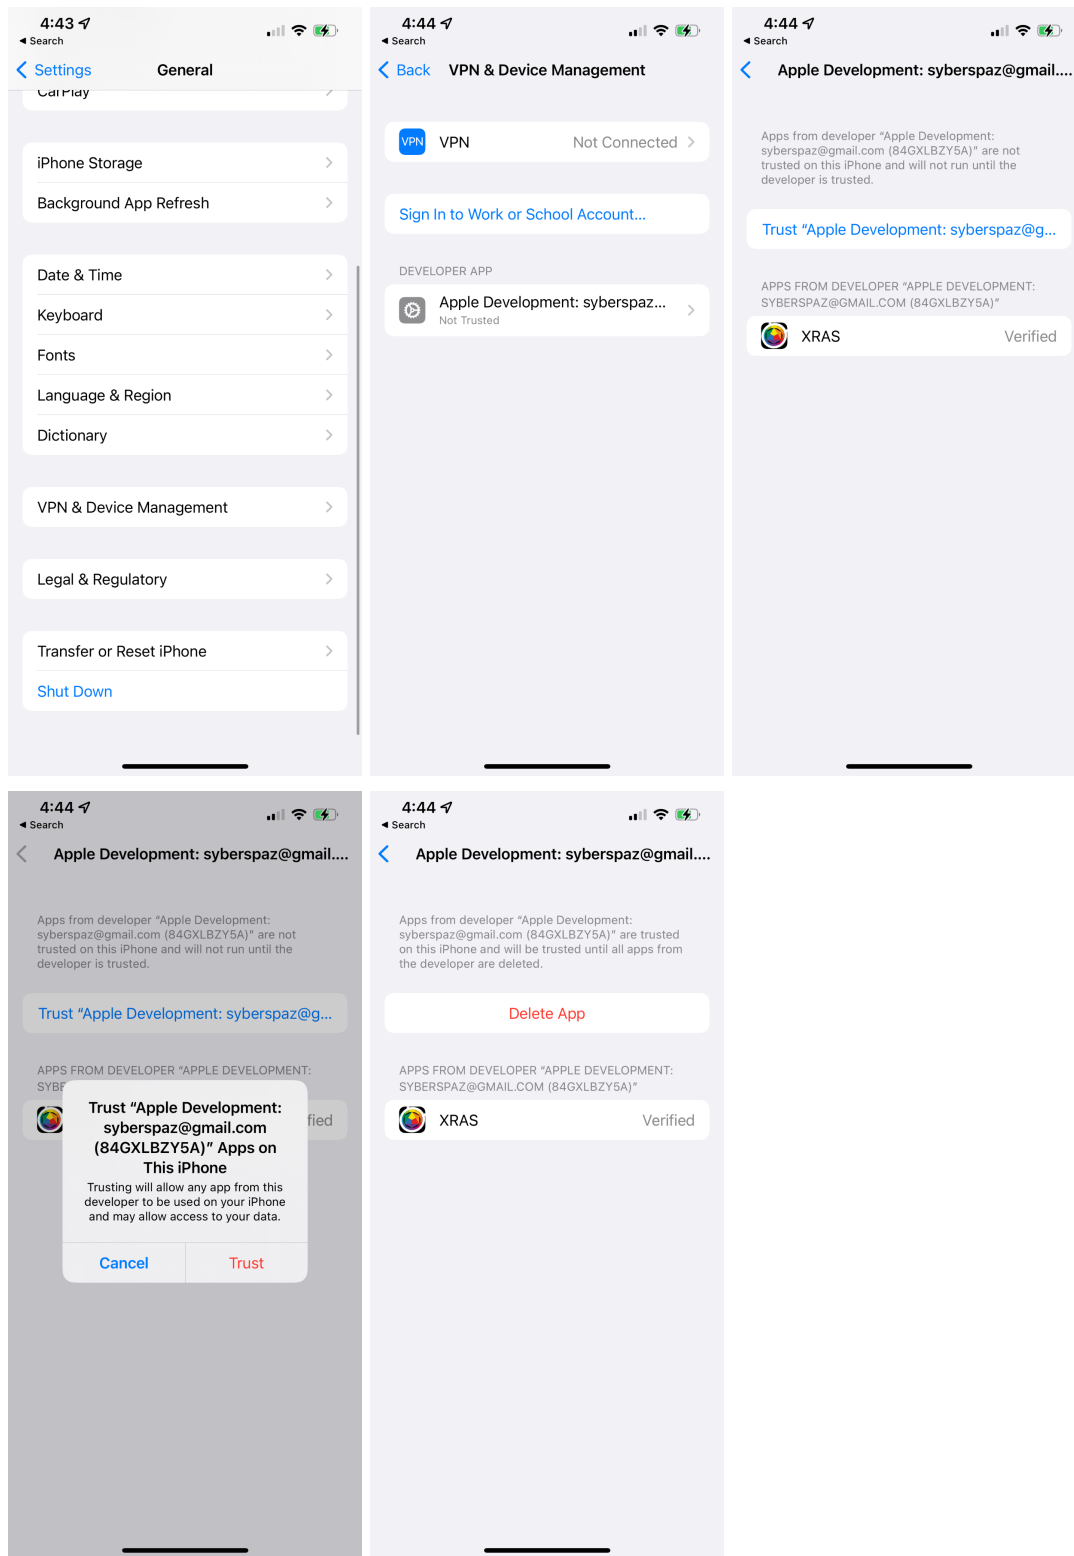 4:43
◀ Search
Settings
General
CarPlay
iPhone Storage
Background App Refresh
Date & Time
Keyboard
Fonts
Language & Region
Dictionary
VPN & Device Management
Legal & Regulatory
Transfer or Reset iPhone
Shut Down
4:44
◀ Search
Back
VPN & Device Management
VPN
VPN
Not Connected
Sign In to Work or School Account...
DEVELOPER APP
Apple Development: syberspaz...
Not Trusted
4:44
◀ Search
Apple Development: syberspaz@gmail....
Apps from developer “Apple Development:
syberspaz@gmail.com (84GXLBZY5A)” are not
trusted on this iPhone and will not run until the
developer is trusted.
Trust “Apple Development: syberspaz@g...
APPS FROM DEVELOPER “APPLE DEVELOPMENT:
SYBERSPAZ@GMAIL.COM (84GXLBZY5A)”
XRAS
Verified
4:44
◀ Search
Apple Development: syberspaz@gmail....
Apps from developer “Apple Development:
syberspaz@gmail.com (84GXLBZY5A)” are not
trusted on this iPhone and will not run until the
developer is trusted.
Trust “Apple Development: syberspaz@g...
APPS FROM DEVELOPER “APPLE DEVELOPMENT:
SYBE
fied
Trust “Apple Development:
syberspaz@gmail.com
(84GXLBZY5A)” Apps on
This iPhone
Trusting will allow any app from this
developer to be used on your iPhone
and may allow access to your data.
Cancel
Trust
4:44
◀ Search
Apple Development: syberspaz@gmail....
Apps from developer “Apple Development:
syberspaz@gmail.com (84GXLBZY5A)” are trusted
on this iPhone and will be trusted until all apps from
the developer are deleted.
Delete App
APPS FROM DEVELOPER “APPLE DEVELOPMENT:
SYBERSPAZ@GMAIL.COM (84GXLBZY5A)”
XRAS
Verified